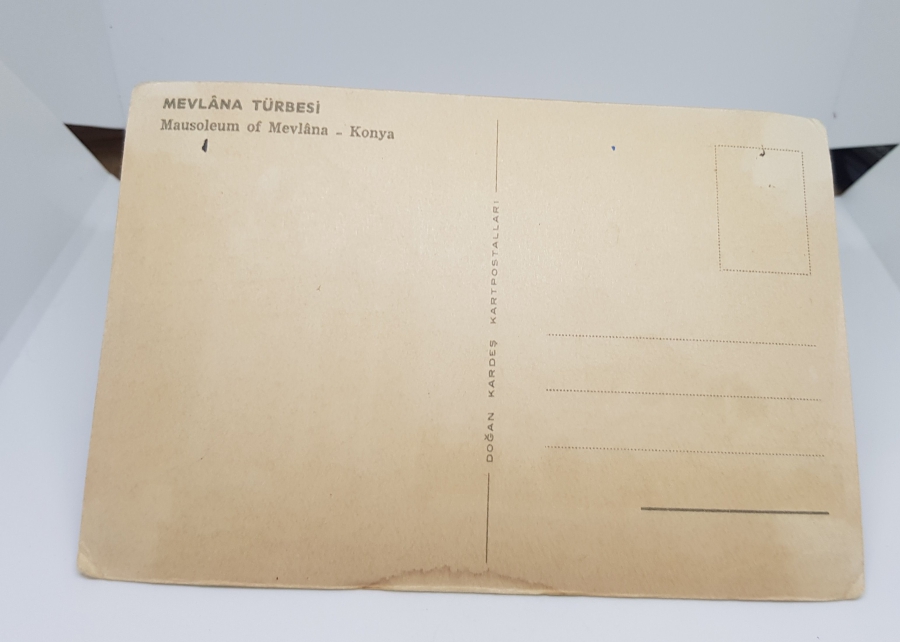 MEVLÂNA TÜRBESİ
Mausoleum of Mevlâna - Konya
DOĞAN KARDEŞ KARTPOSTALLARI